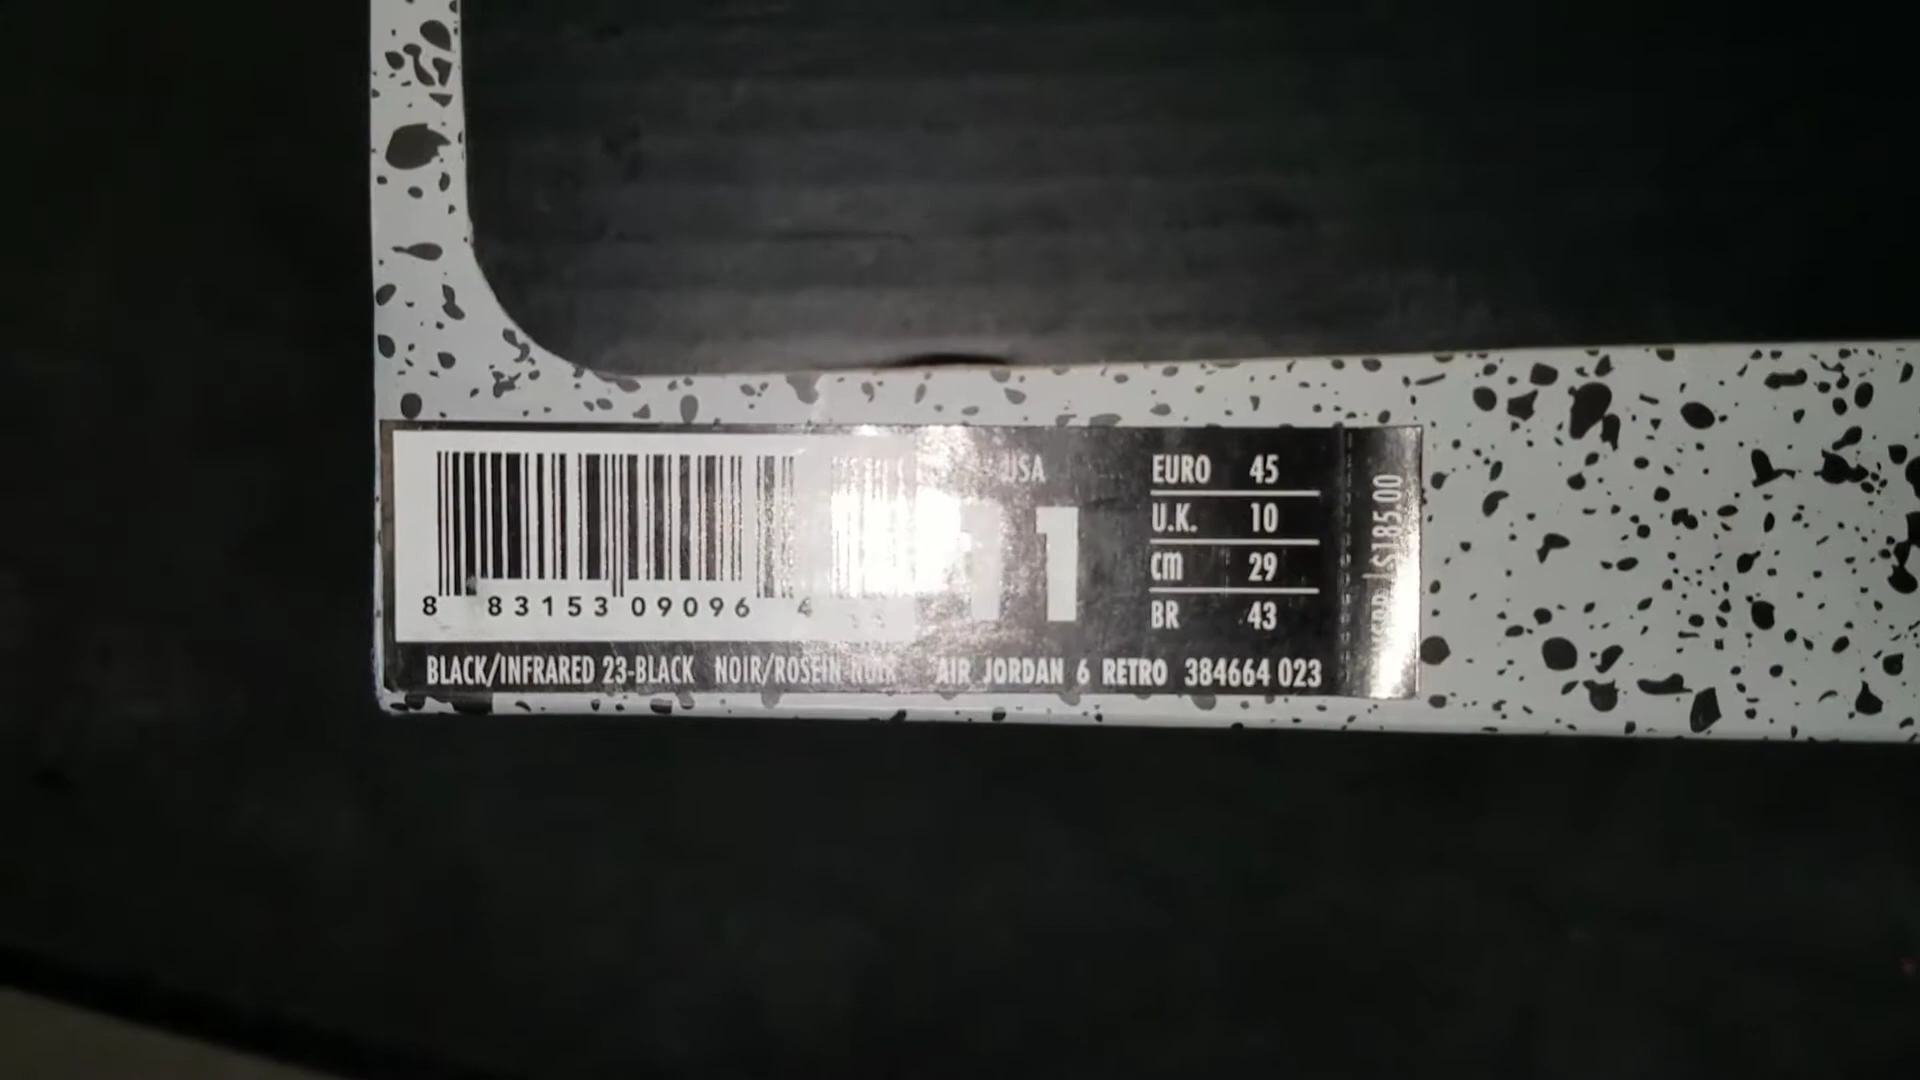 USA
11
EURO 45
U.K. 10
cm 29
BR 43
$185.00
8 83153 09096 4
BLACK/INFRARED 23-BLACK NOIR/ROSEIN NOIR AIR JORDAN 6 RETRO 384664 023